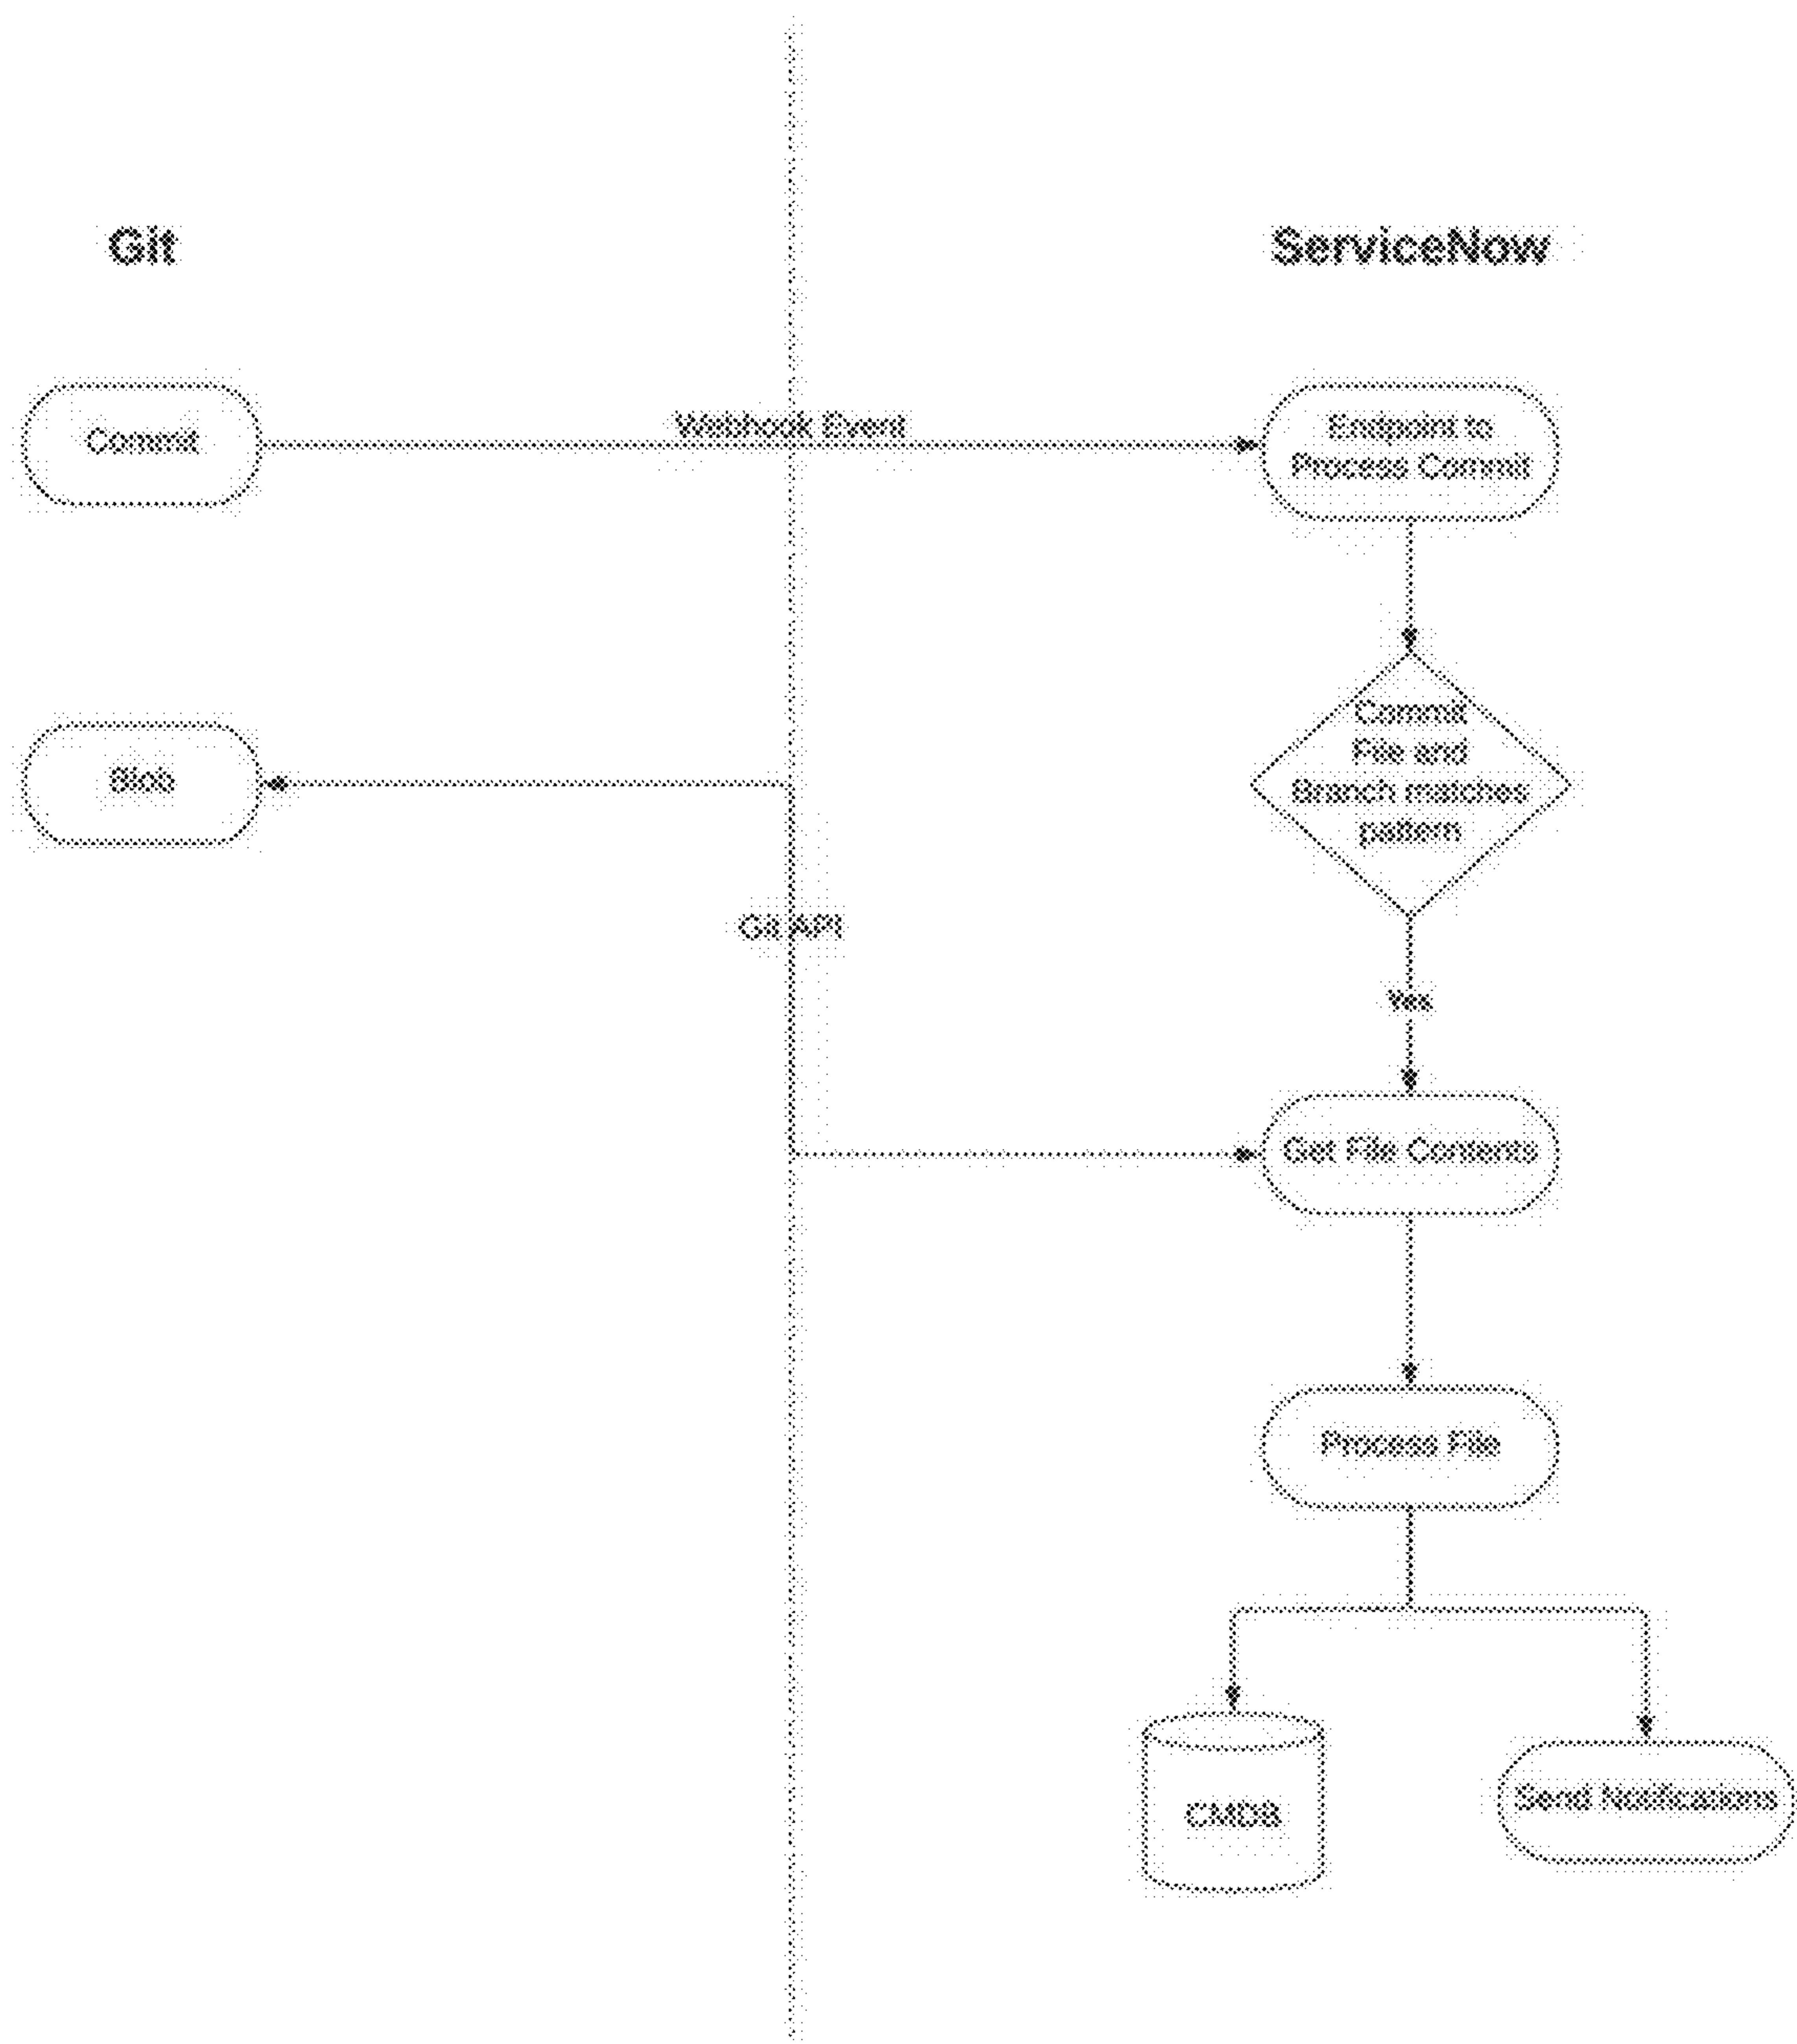 Git
ServiceNow
Commit
Webhook Event
Endpoint to
Process Commit
Blob
Commit
File and
Branch matches
pattern
Git API
Yes
Get File Contents
Process File
CMDB
Send Notifications